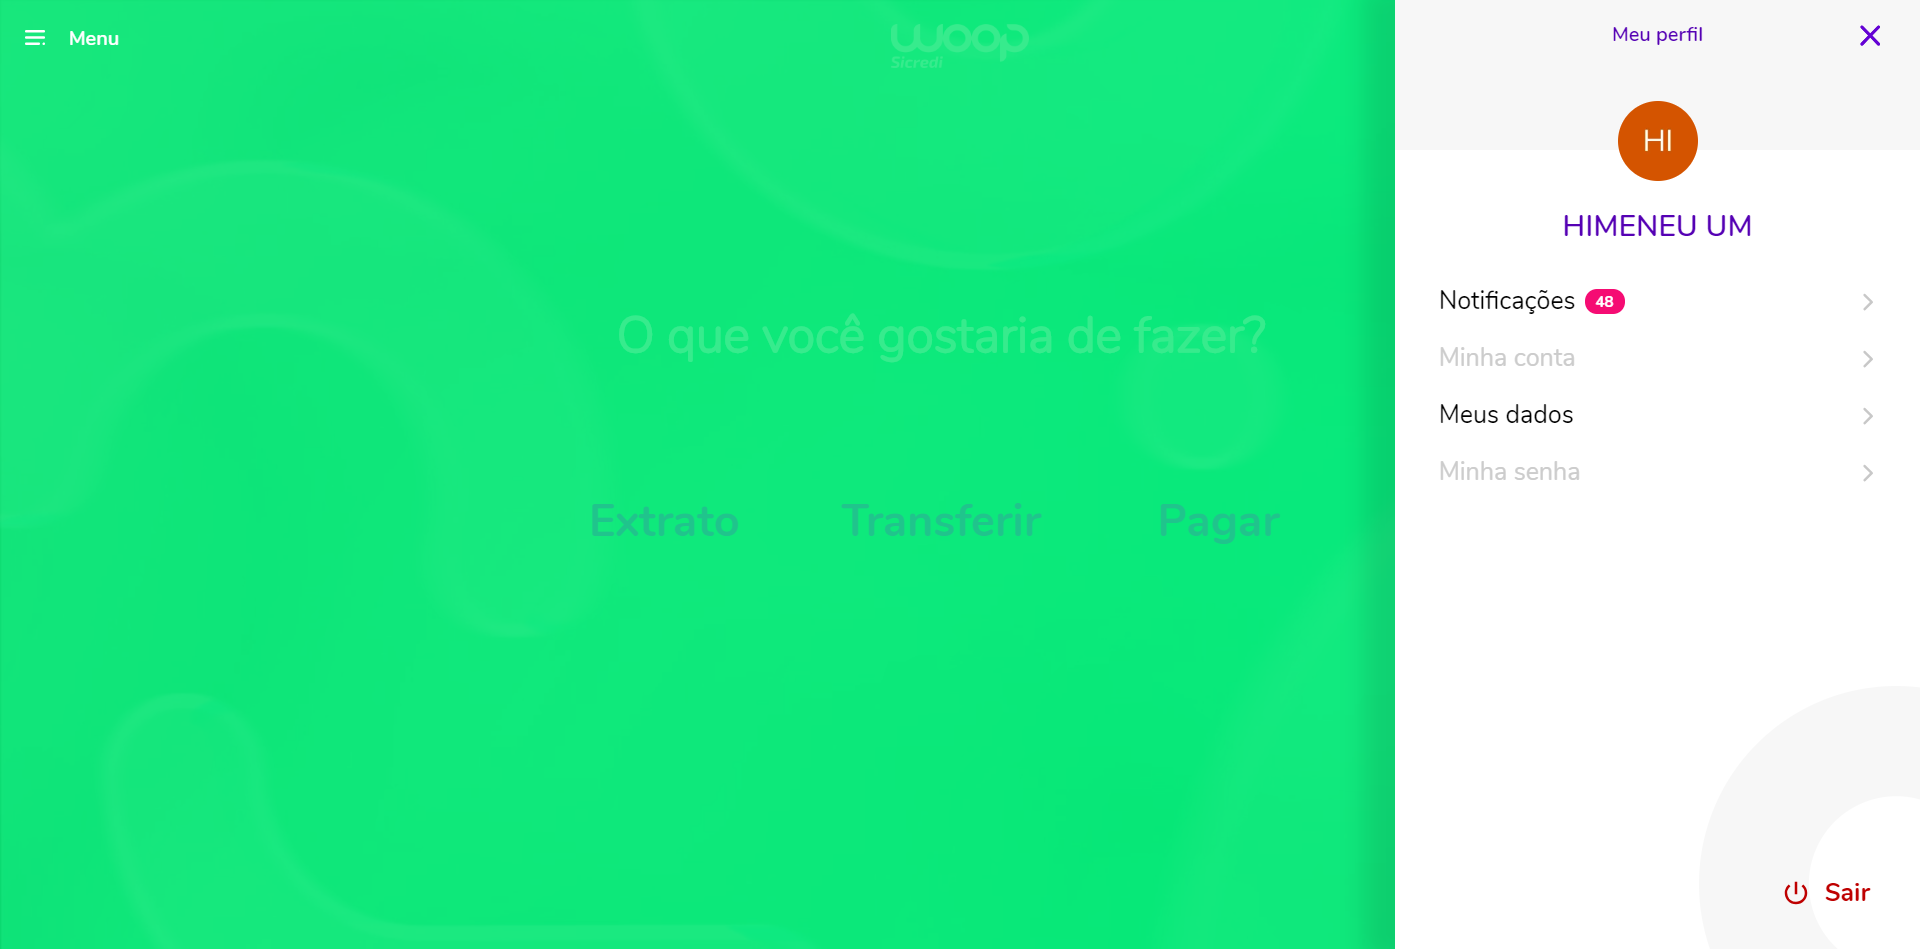 Menu
woop
Sicredi
O que você gostaria de fazer?
Extrato
Transferir
Pagar
Meu perfil
HI
HIMENEU UM
Notificações 48
Minha conta
Meus dados
Minha senha
Sair